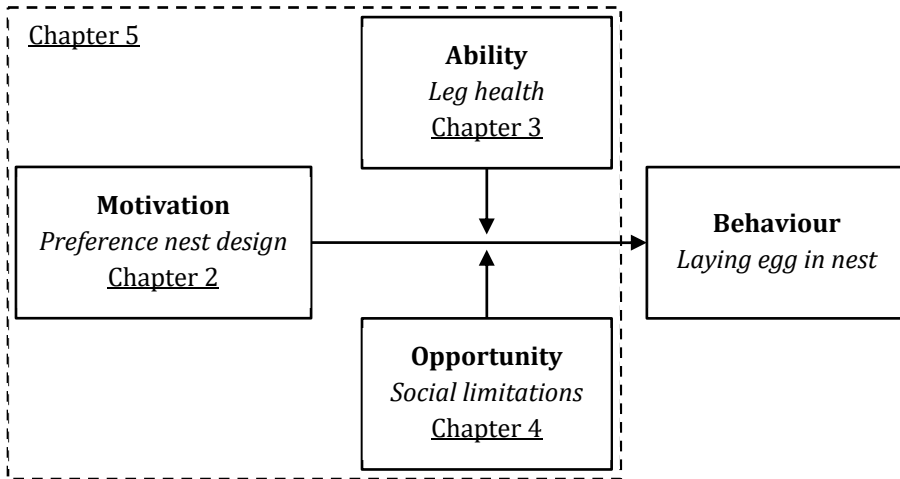 Chapter 5
Ability
Leg health
Chapter 3
Motivation
Preference nest design
Chapter 2
Behaviour
Laying egg in nest
Opportunity
Social limitations
Chapter 4